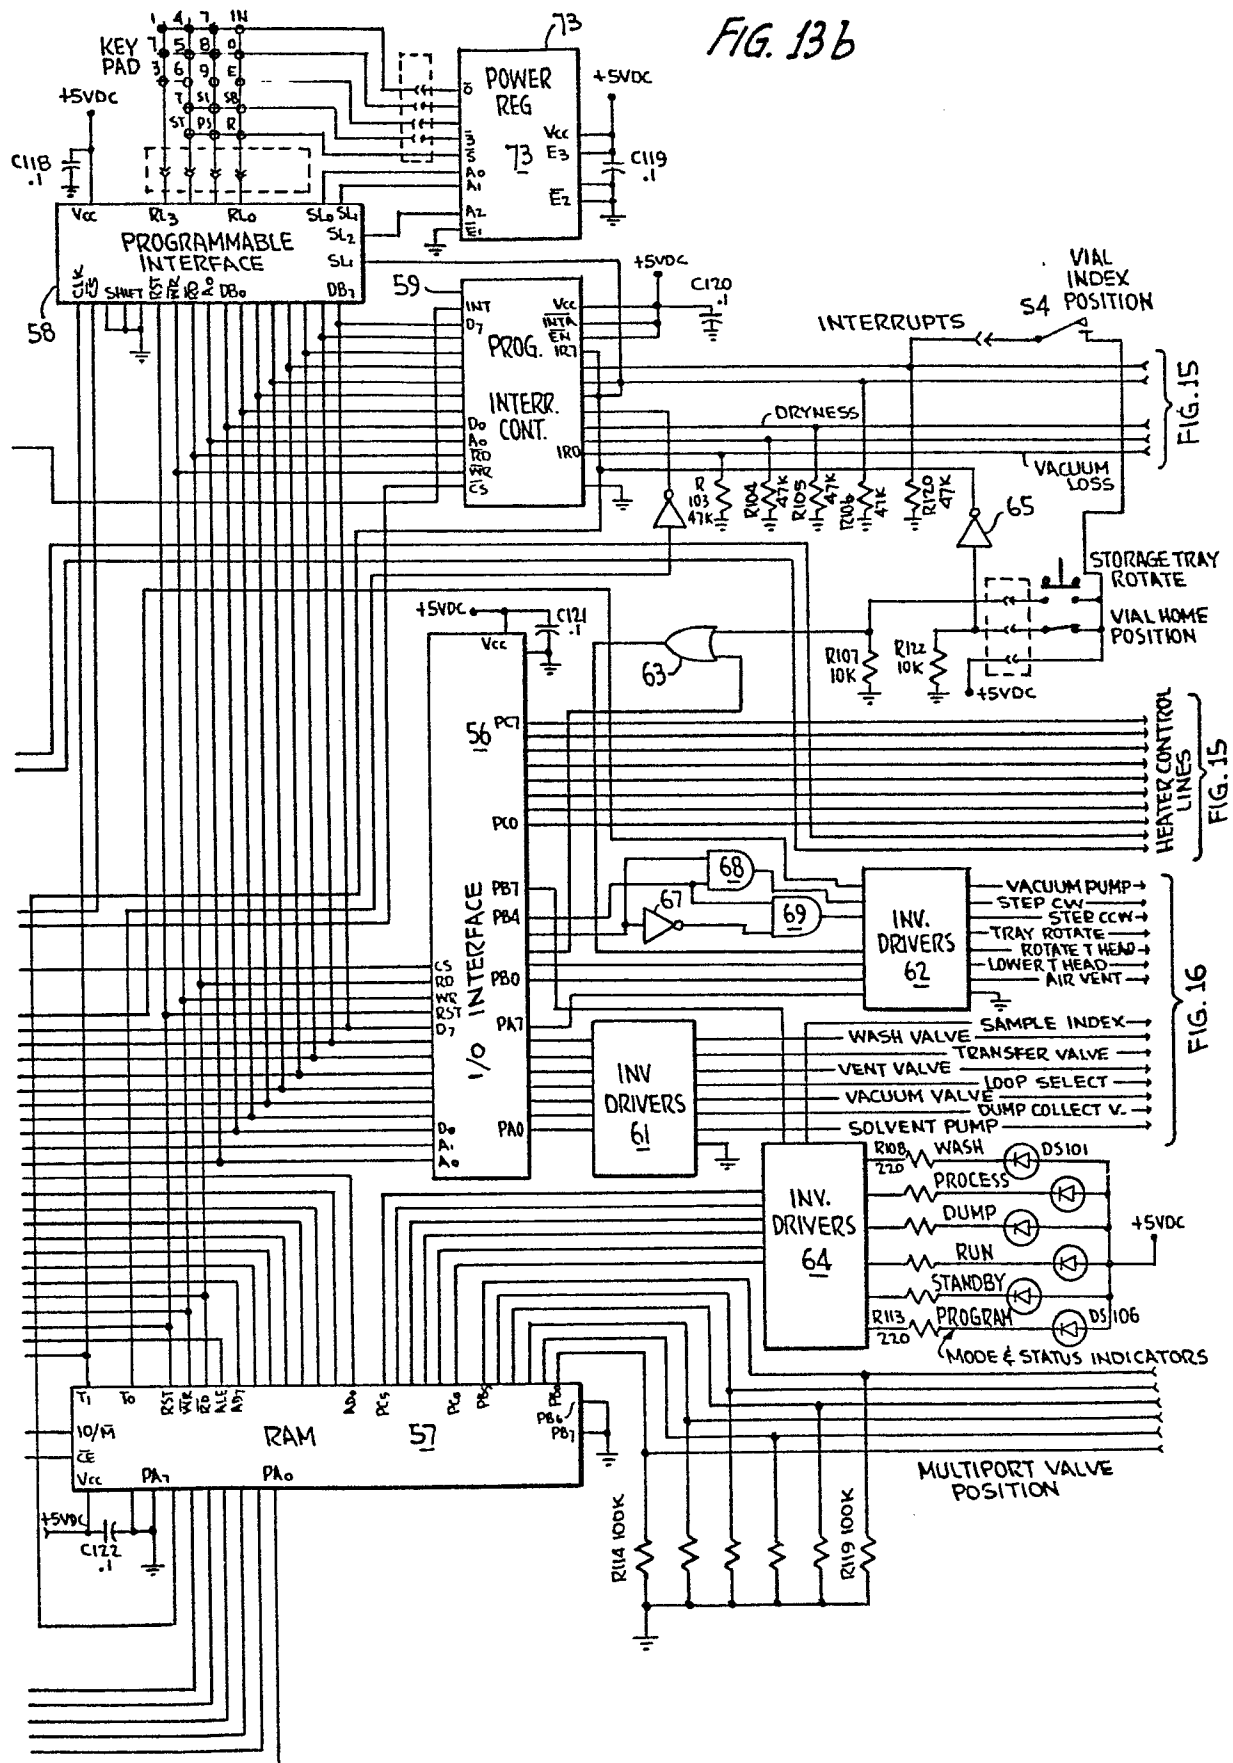 FIG. 13b
1 4 7 IN
KEY PAD
7 5 8 0
3 6 9 E
T SI SB
ST PS R
+5VDC
C118
.1
73
POWER
REG
73
O
3
S
A0
A1
A2
E1
Vcc
E3
E2
+5VDC
C119
.1
Vcc RL3 RL0 SL0 SL1
SL2
SL1
PROGRAMMABLE
INTERFACE
CLK CS SHIFT RST WR RD A0 DB0 DB7
58
59
INT
D7
PROG.
INTERR.
CONT.
D0
A0
RD
WR
CS
Vcc
INTA
EN
IR7
IR0
+5VDC
C120
.1
INTERRUPTS
S4
VIAL
INDEX
POSITION
FIG. 15
DRYNESS
VACUUM
LOSS
R
103
47K
R104
47K
R105
47K
R106
47K
R120
47K
65
STORAGE TRAY
ROTATE
VIAL HOME
POSITION
+5VDC
R107
10K
R122
10K
63
+5VDC
C121
.1
Vcc
56
I/O INTERFACE
PC7
PC0
PB7
PB4
PB0
PA7
PA0
CS
RD
WR
RST
D7
D0
A1
A0
HEATER CONTROL
LINES
FIG. 15
68
67
69
INV.
DRIVERS
62
VACUUM PUMP
STEP CW
STEP CCW
TRAY ROTATE
ROTATE T HEAD
LOWER T HEAD
AIR VENT
FIG. 16
INV
DRIVERS
61
SAMPLE INDEX
WASH VALVE
TRANSFER VALVE
VENT VALVE
LOOP SELECT
VACUUM VALVE
DUMP COLLECT V.
SOLVENT PUMP
INV.
DRIVERS
64
R108
220
WASH
DS101
PROCESS
DUMP
RUN
STANDBY
R113
220
PROGRAM
DS106
+5VDC
MODE & STATUS INDICATORS
T1 T0 RST WR RD ALE AD7 AD0 PC5 PC0 PB5 PB0
IO/M
CE
Vcc
PA7
PA0
RAM
57
PB6
PB7
+5VDC
C122
.1
MULTIPORT VALVE
POSITION
R114 100K
R119 100K